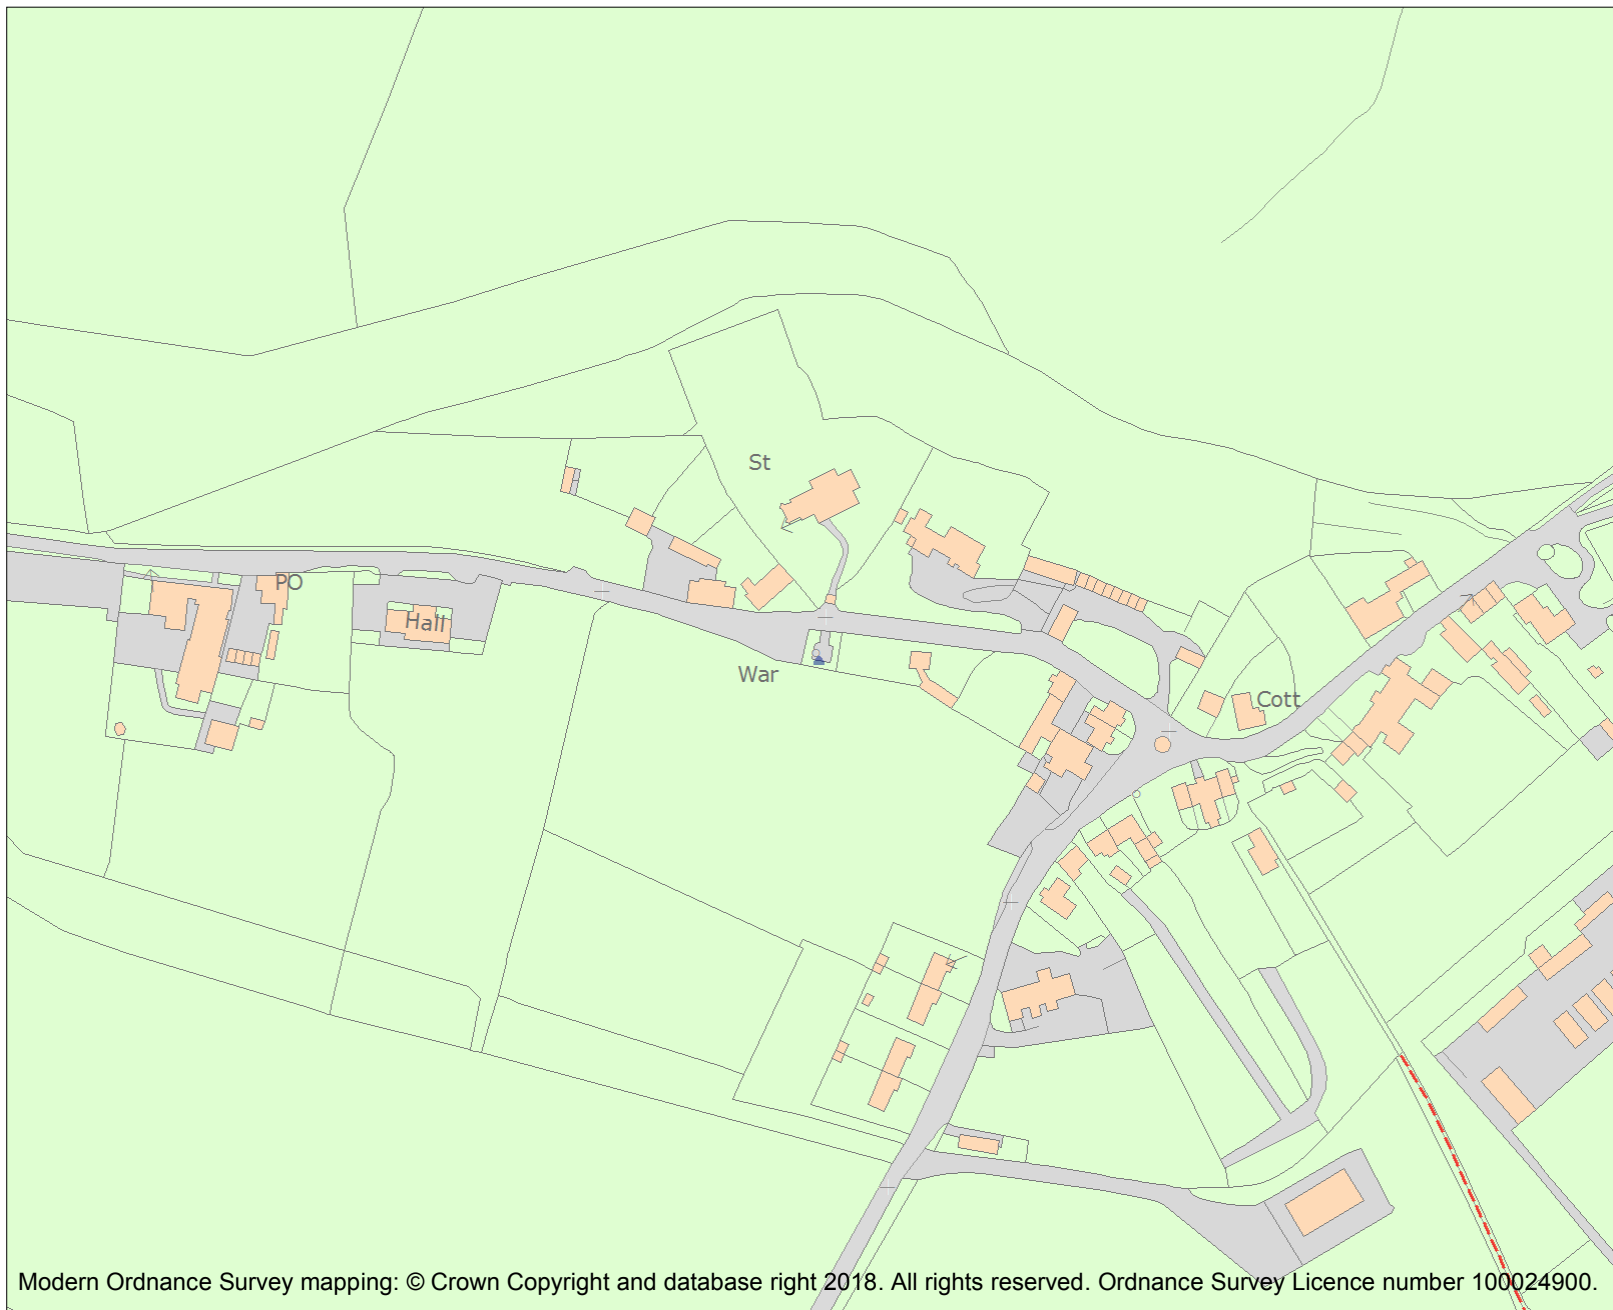 St
PO
Hall
War
Cott
Modern Ordnance Survey mapping: © Crown Copyright and database right 2018. All rights reserved. Ordnance Survey Licence number 100024900.